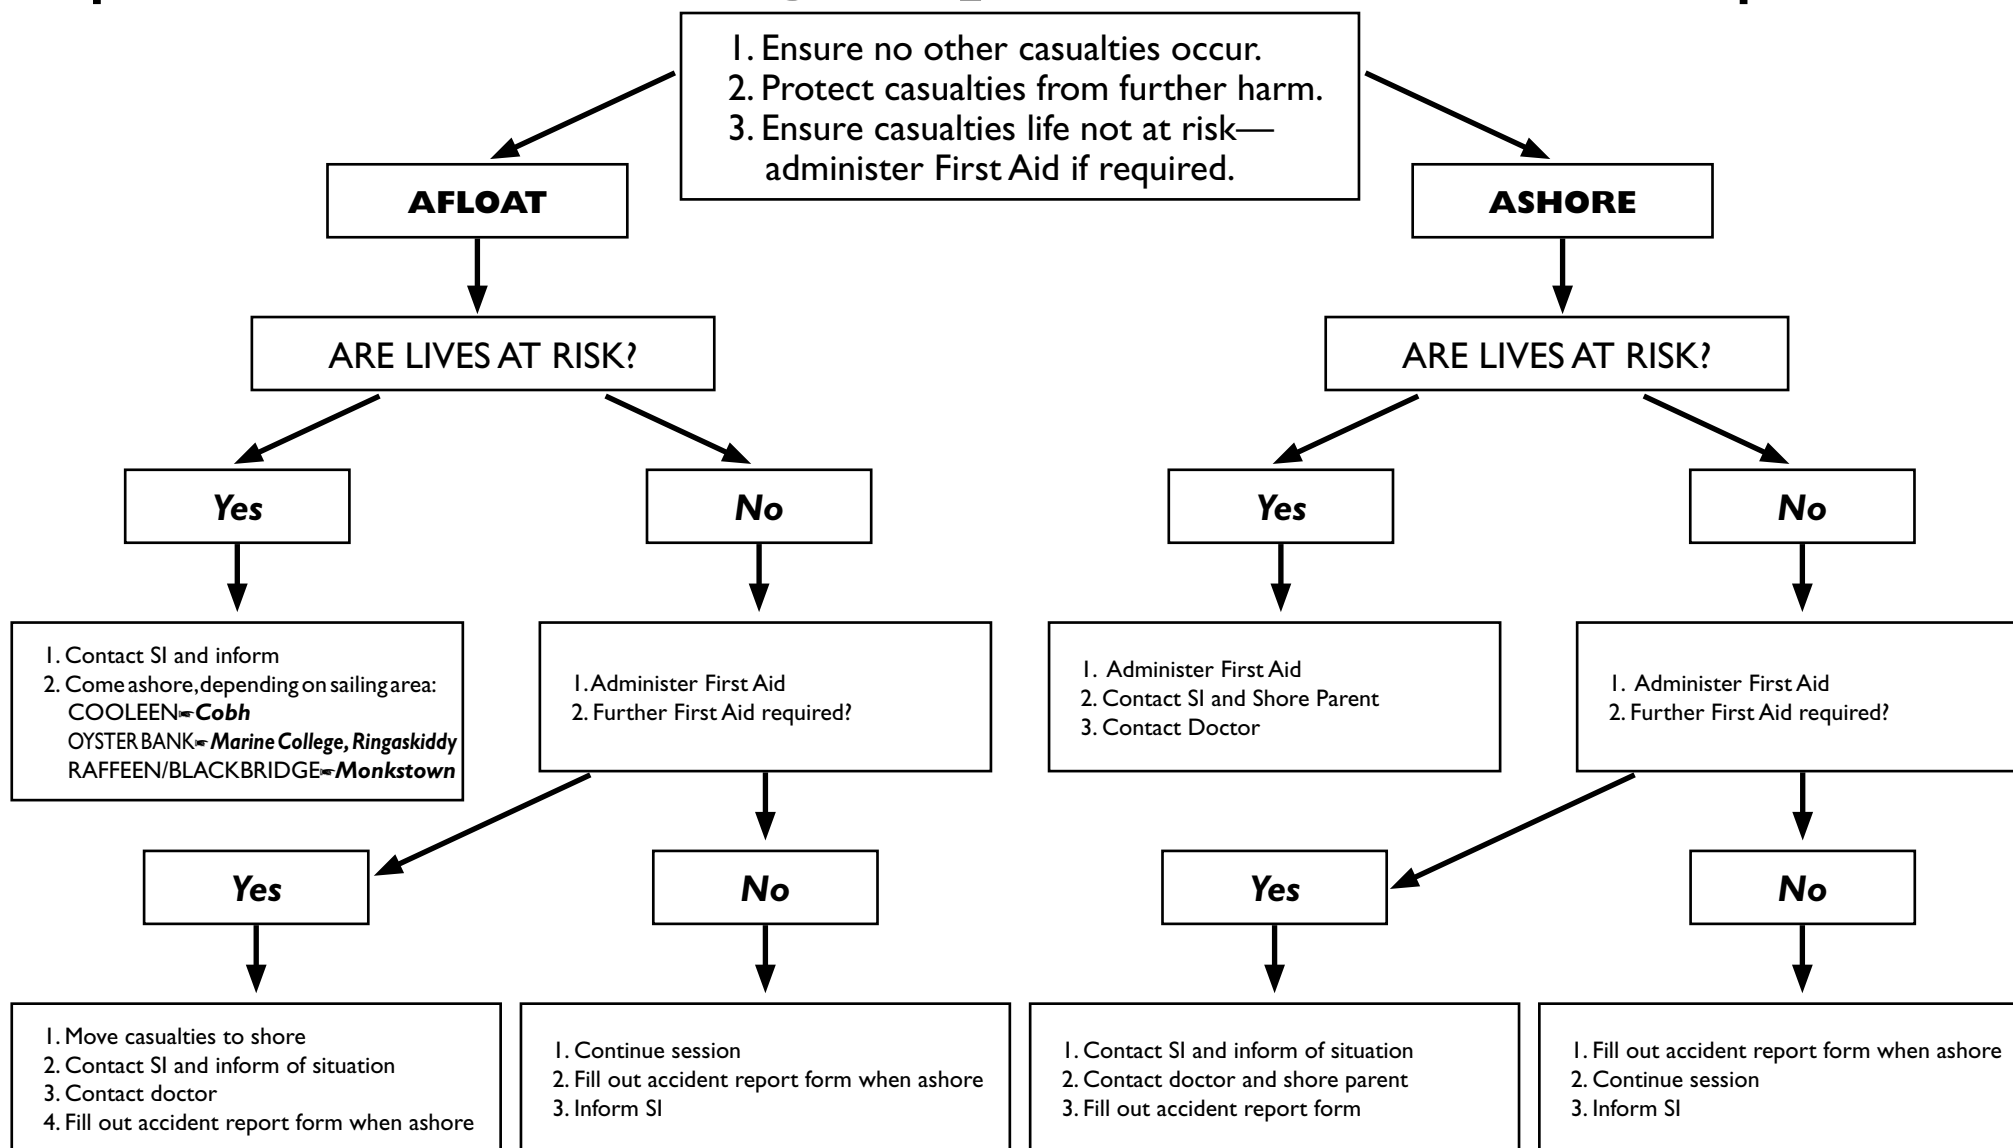 1. Ensure no other casualties occur.
2. Protect casualties from further harm.
3. Ensure casualties life not at risk—
administer First Aid if required.
AFLOAT
ASHORE
ARE LIVES AT RISK?
ARE LIVES AT RISK?
Yes
No
Yes
No
1. Contact SI and inform
2. Come ashore, depending on sailing area:
COOLEEN☛Cobh
OYSTER BANK☛Marine College, Ringaskiddy
RAFFEEN/BLACKBRIDGE☛Monkstown
1. Administer First Aid
2. Further First Aid required?
1. Administer First Aid
2. Contact SI and Shore Parent
3. Contact Doctor
1. Administer First Aid
2. Further First Aid required?
Yes
No
Yes
No
1. Move casualties to shore
2. Contact SI and inform of situation
3. Contact doctor
4. Fill out accident report form when ashore
1. Continue session
2. Fill out accident report form when ashore
3. Inform SI
1. Contact SI and inform of situation
2. Contact doctor and shore parent
3. Fill out accident report form
1. Fill out accident report form when ashore
2. Continue session
3. Inform SI